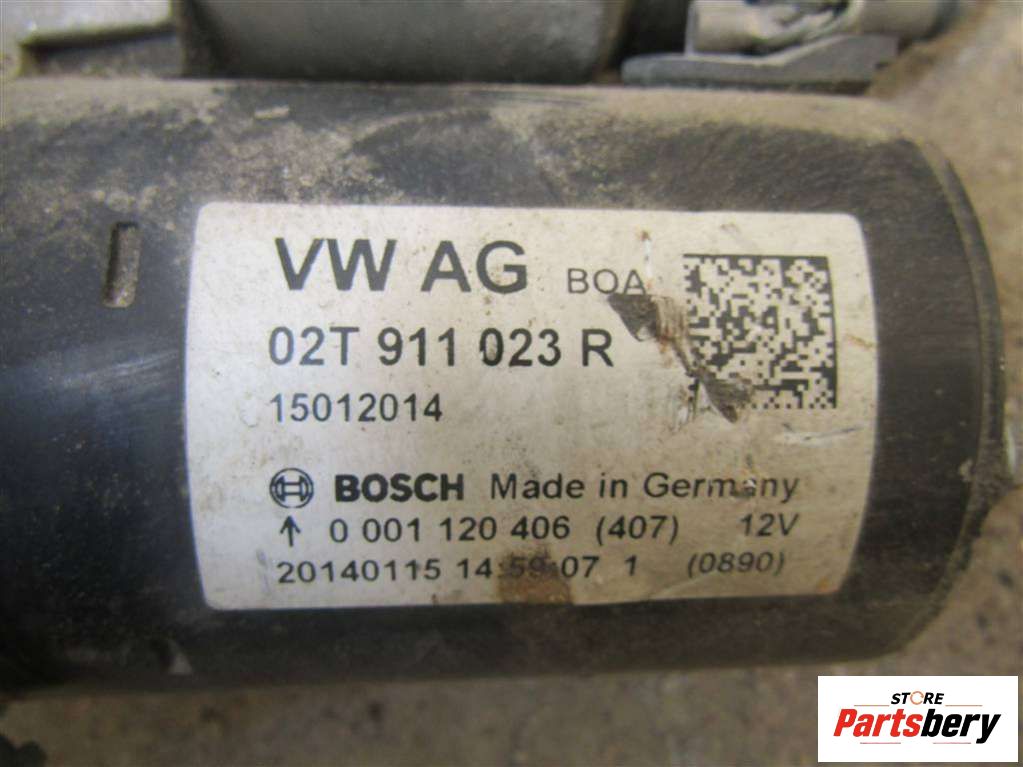 VW AG BOA
02T 911 023 R
15012014
BOSCH Made in Germany
↑ 0 001 120 406 (407) 12V
20140115 14:59:07 1 (0890)
STORE
Partsbery